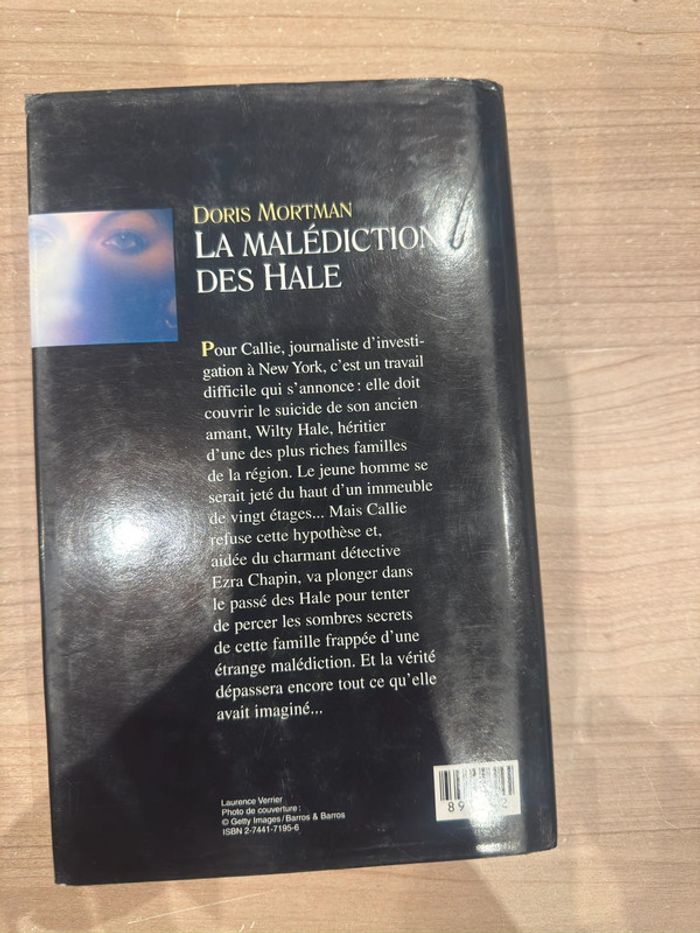 DORIS MORTMAN
LA MALÉDICTION
DES HALE
Pour Callie, journaliste d'investi-
gation à New York, c'est un travail
difficile qui s'annonce : elle doit
couvrir le suicide de son ancien
amant, Wilty Hale, héritier
d'une des plus riches familles
de la région. Le jeune homme se
serait jeté du haut d'un immeuble
de vingt étages... Mais Callie
refuse cette hypothèse et,
aidée du charmant détective
Ezra Chapin, va plonger dans
le passé des Hale pour tenter
de percer les sombres secrets
de cette famille frappée d'une
étrange malédiction. Et la vérité
dépassera encore tout ce qu'elle
avait imaginé...
Laurence Verrier
Photo de couverture :
© Getty Images / Barros & Barros
ISBN 2-7441-7195-6